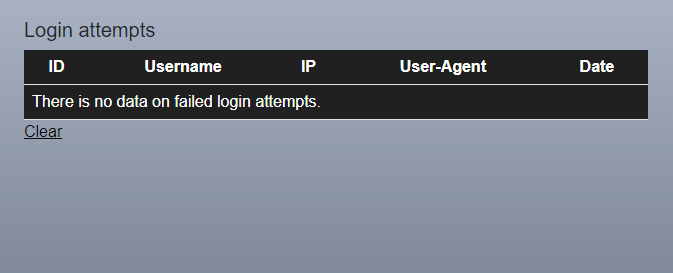 Login attempts
ID Username IP User-Agent Date
There is no data on failed login attempts.
Clear